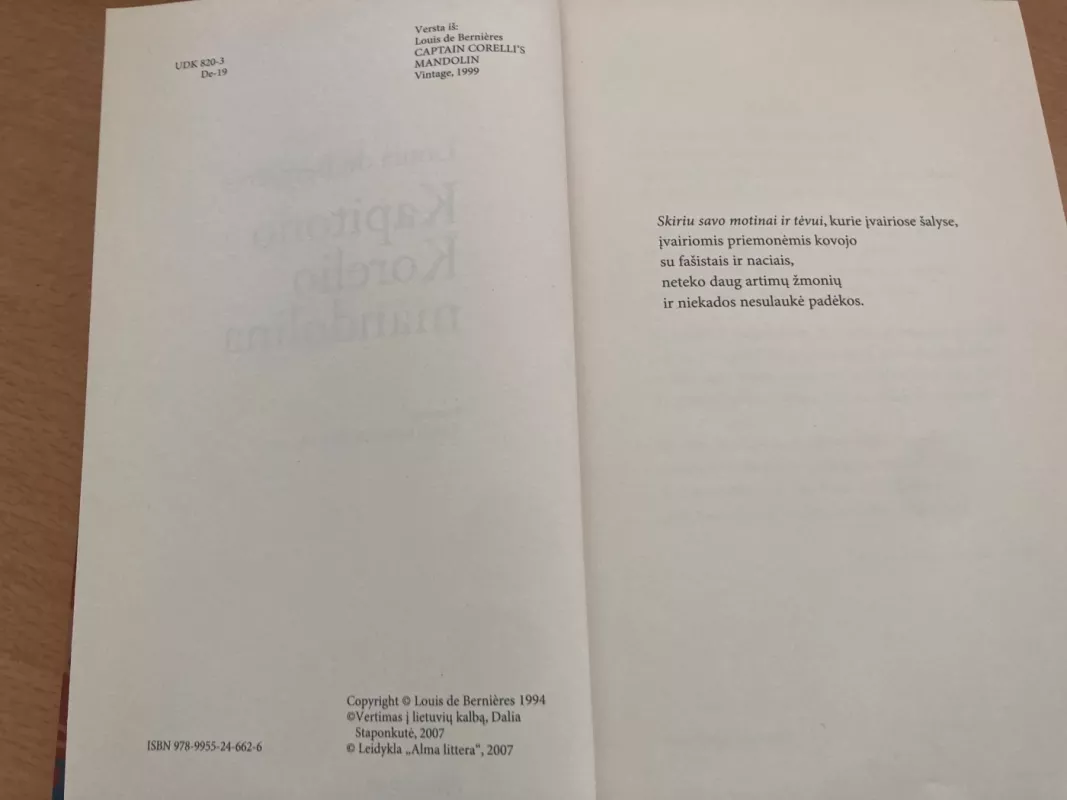 UDK 820-3
De-19
Versta iš:
Louis de Bernières
CAPTAIN CORELLI'S
MANDOLIN
Vintage, 1999
Kapitono
Korelio
mandolina
ISBN 978-9955-24-662-6
Copyright © Louis de Bernières 1994
©Vertimas į lietuvių kalbą, Dalia
Staponkutė, 2007
© Leidykla „Alma littera“, 2007
Skiriu savo motinai ir tėvui, kurie įvairiose šalyse,
įvairiomis priemonėmis kovojo
su fašistais ir naciais,
neteko daug artimų žmonių
ir niekados nesulaukė padėkos.